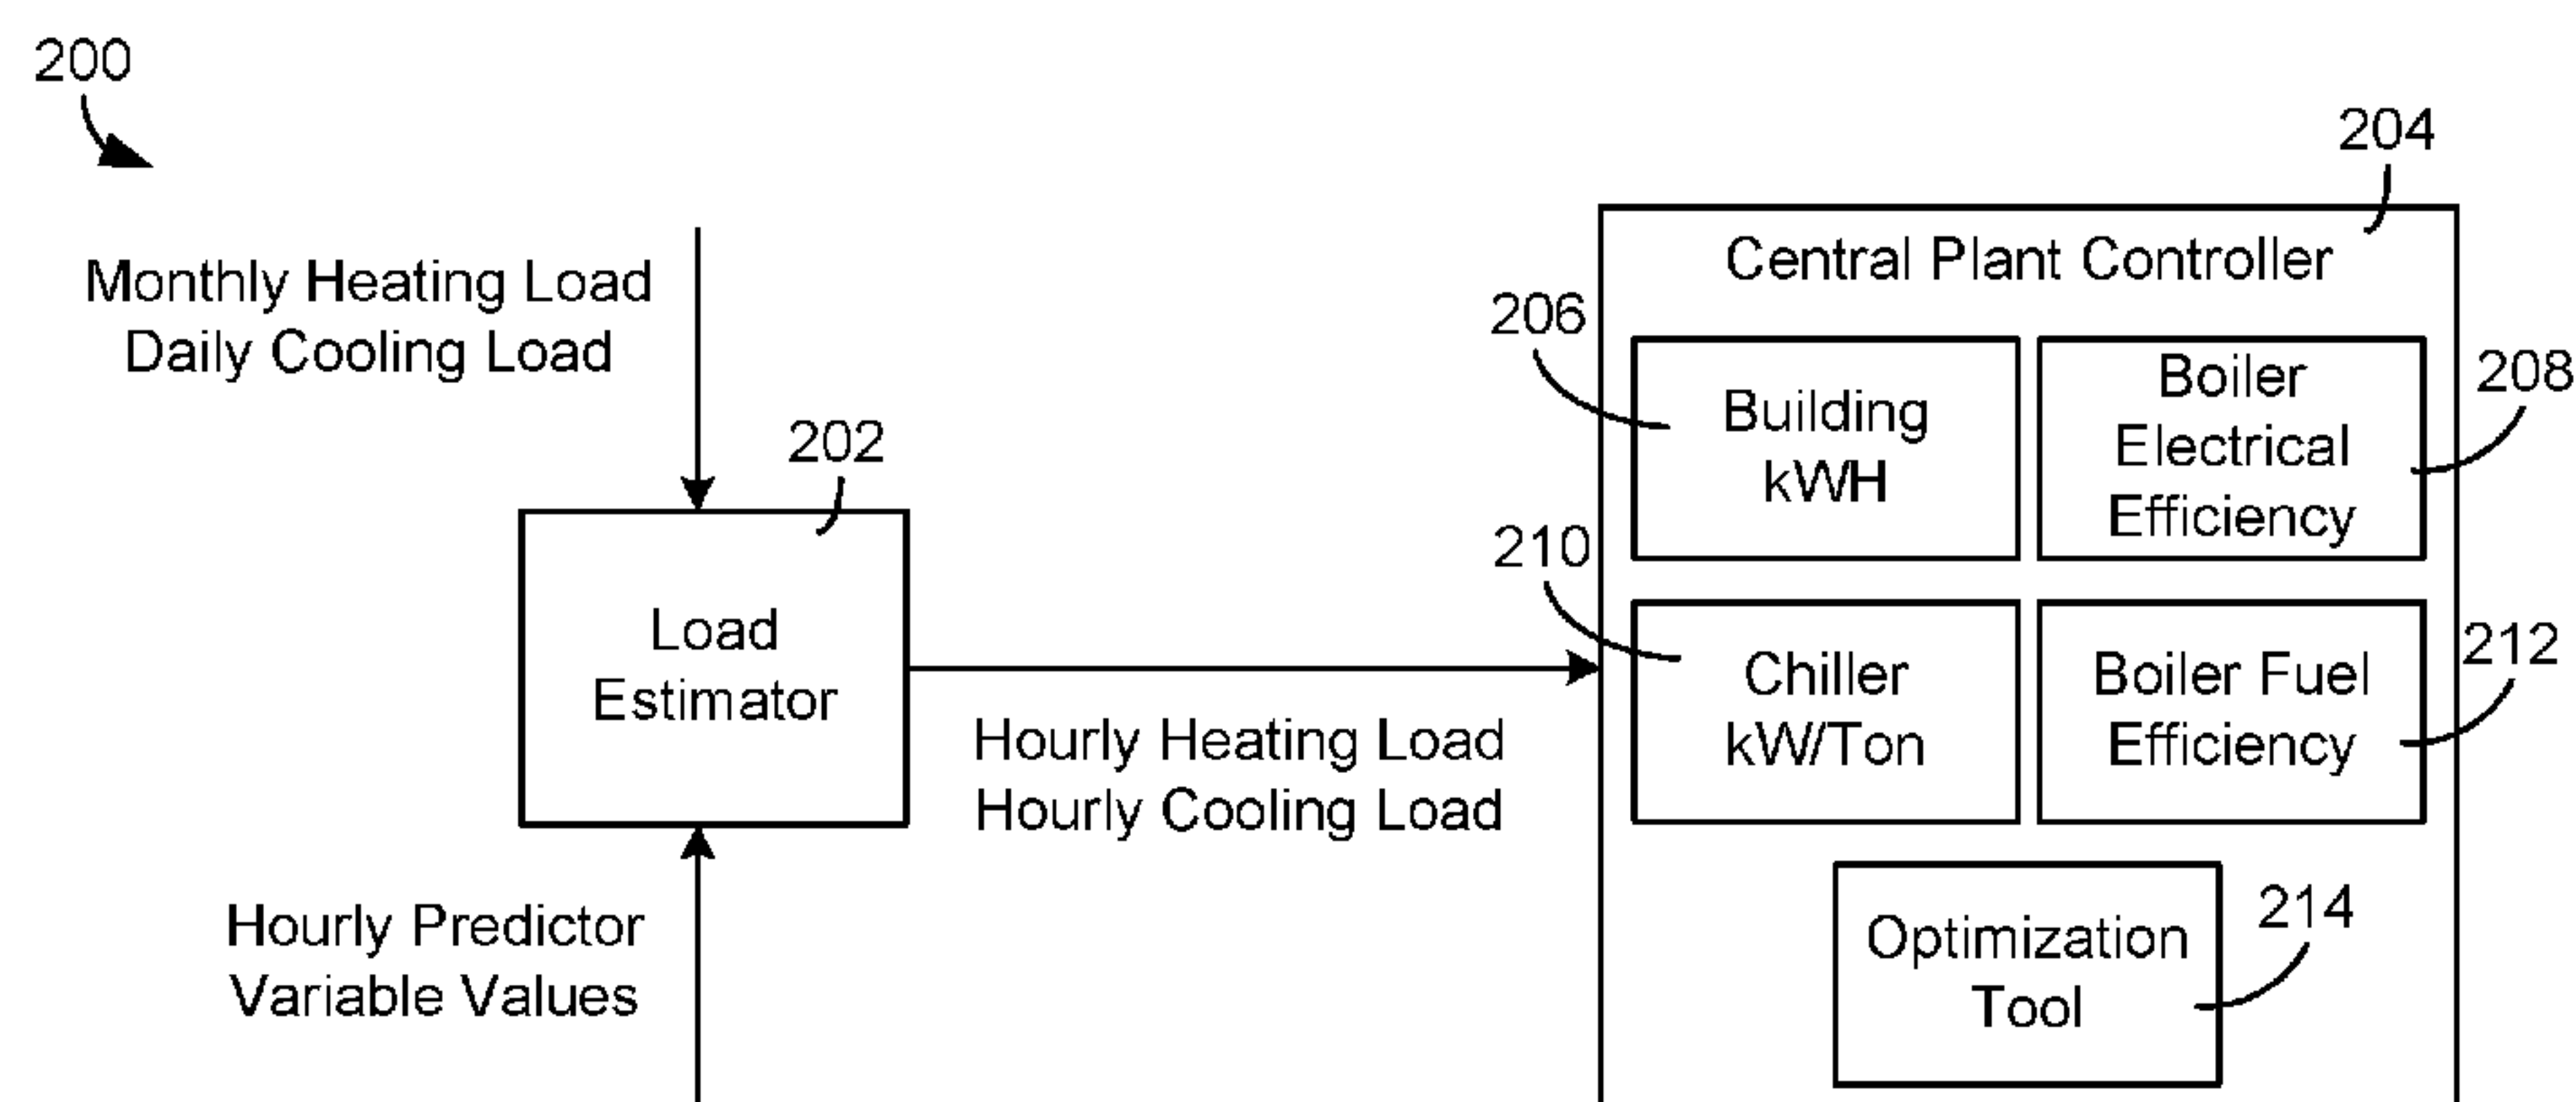 200
204
Monthly Heating Load
Daily Cooling Load
Central Plant Controller
206
Building
kWH
208
Boiler
Electrical
Efficiency
202
Load
Estimator
210
Chiller
kW/Ton
212
Boiler Fuel
Efficiency
Hourly Heating Load
Hourly Cooling Load
Hourly Predictor
Variable Values
Optimization
Tool
214